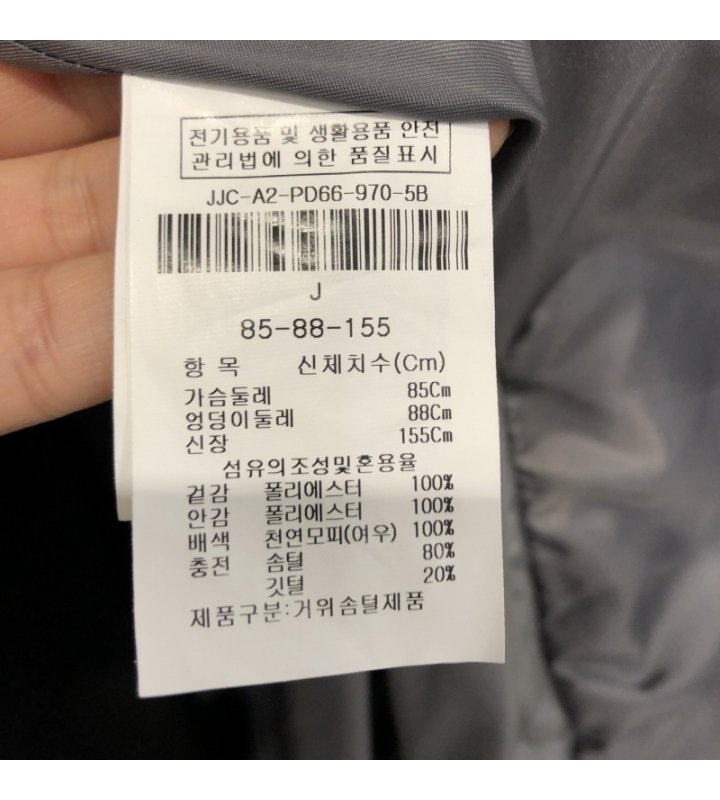 전기용품 및 생활용품 안전
관리법에 의한 품질표시
JJC-A2-PD66-970-5B
J
85-88-155
항 목 신체치수(Cm)
가슴둘레 85Cm
엉덩이둘레 88Cm
신장 155Cm
섬유의조성및혼용율
겉감 폴리에스터 100%
안감 폴리에스터 100%
배색 천연모피(여우) 100%
충전 솜털 80%
깃털 20%
제품구분:거위솜털제품